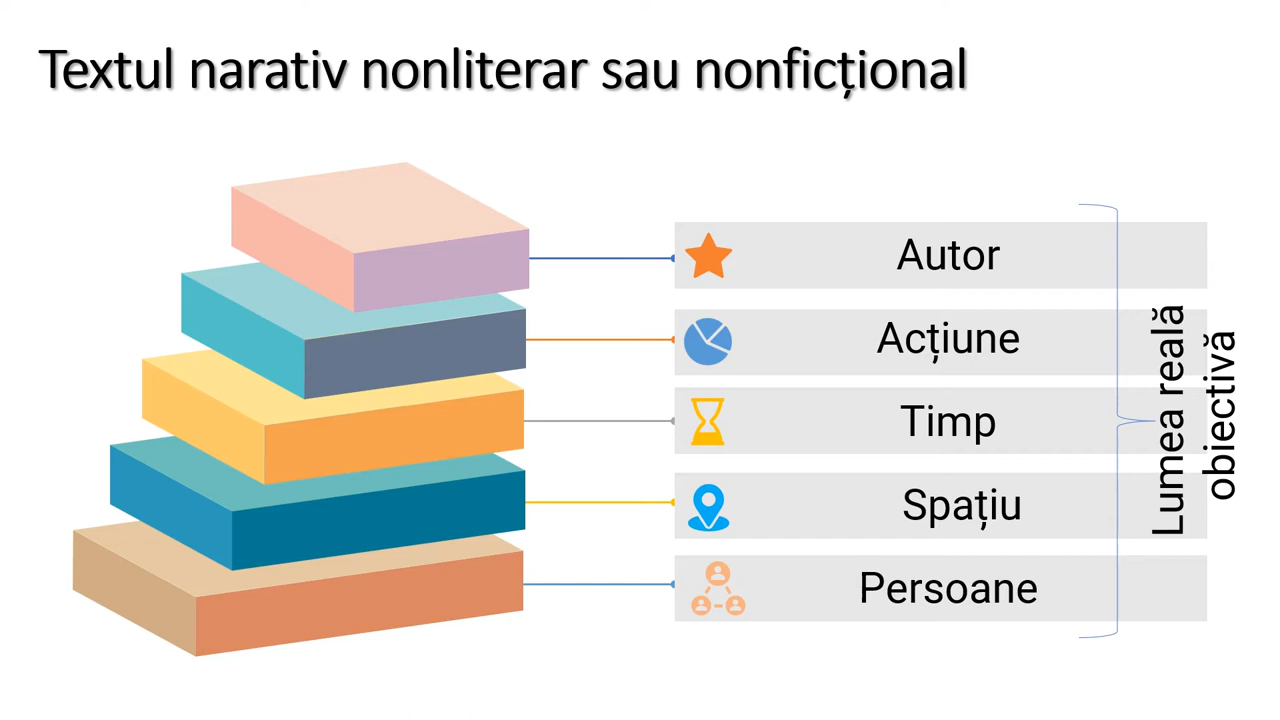 Textul narativ nonliterar sau nonficțional
Autor
Acțiune
Timp
Spațiu
Persoane
Lumea reală
obiectivă